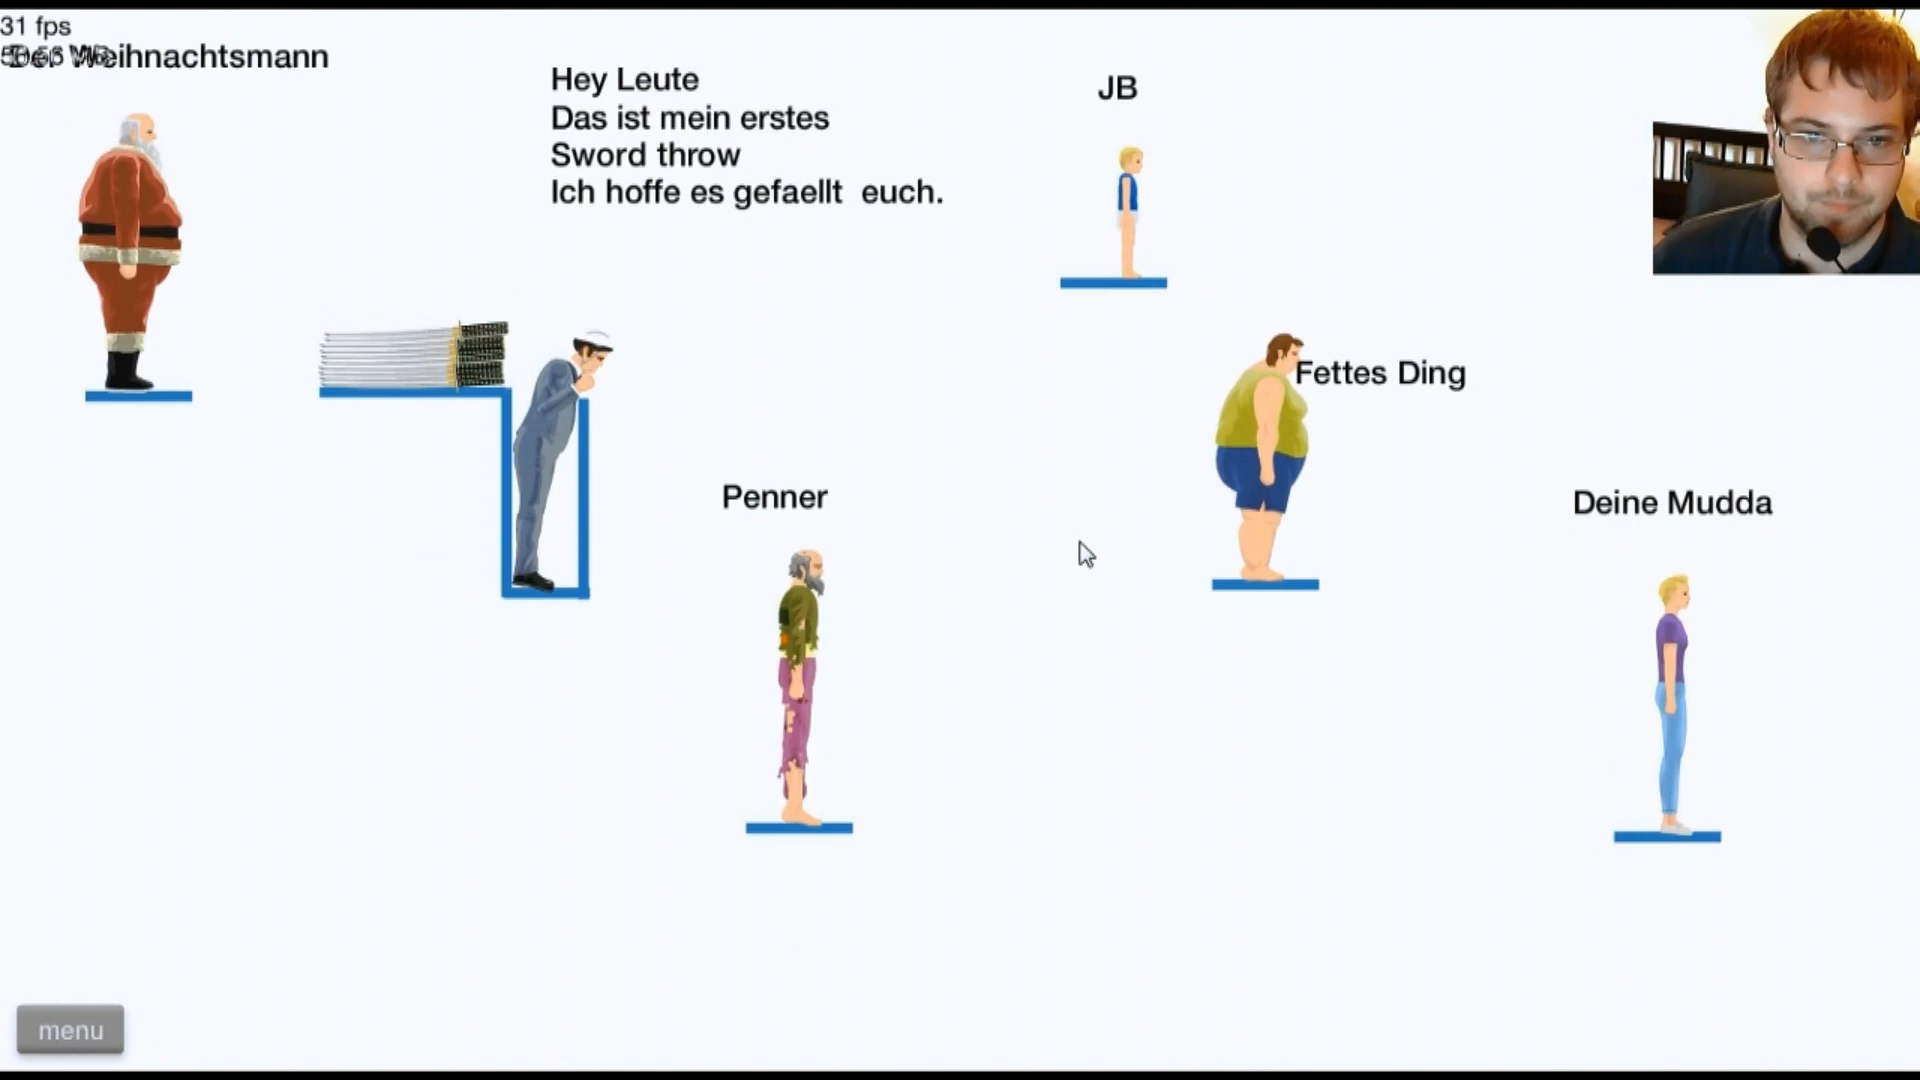 31 fps
Der Weihnachtsmann
Hey Leute
Das ist mein erstes
Sword throw
Ich hoffe es gefaellt  euch.
JB
Fettes Ding
Penner
Deine Mudda
menu